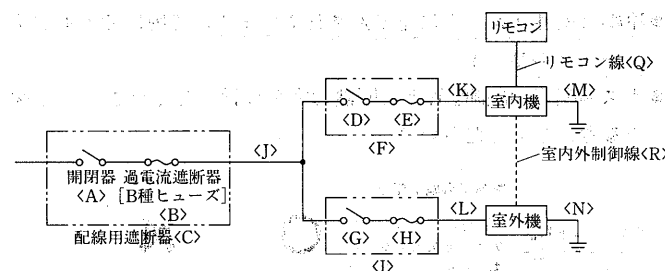 リモコン
リモコン線<Q>
<K>
<M>
室内機
<D>
<E>
<F>
<J>
室内外制御線<R>
開閉器
過電流遮断器
<A>
[B種ヒューズ]
<B>
配線用遮断器<C>
<L>
<N>
室外機
<G>
<H>
<I>